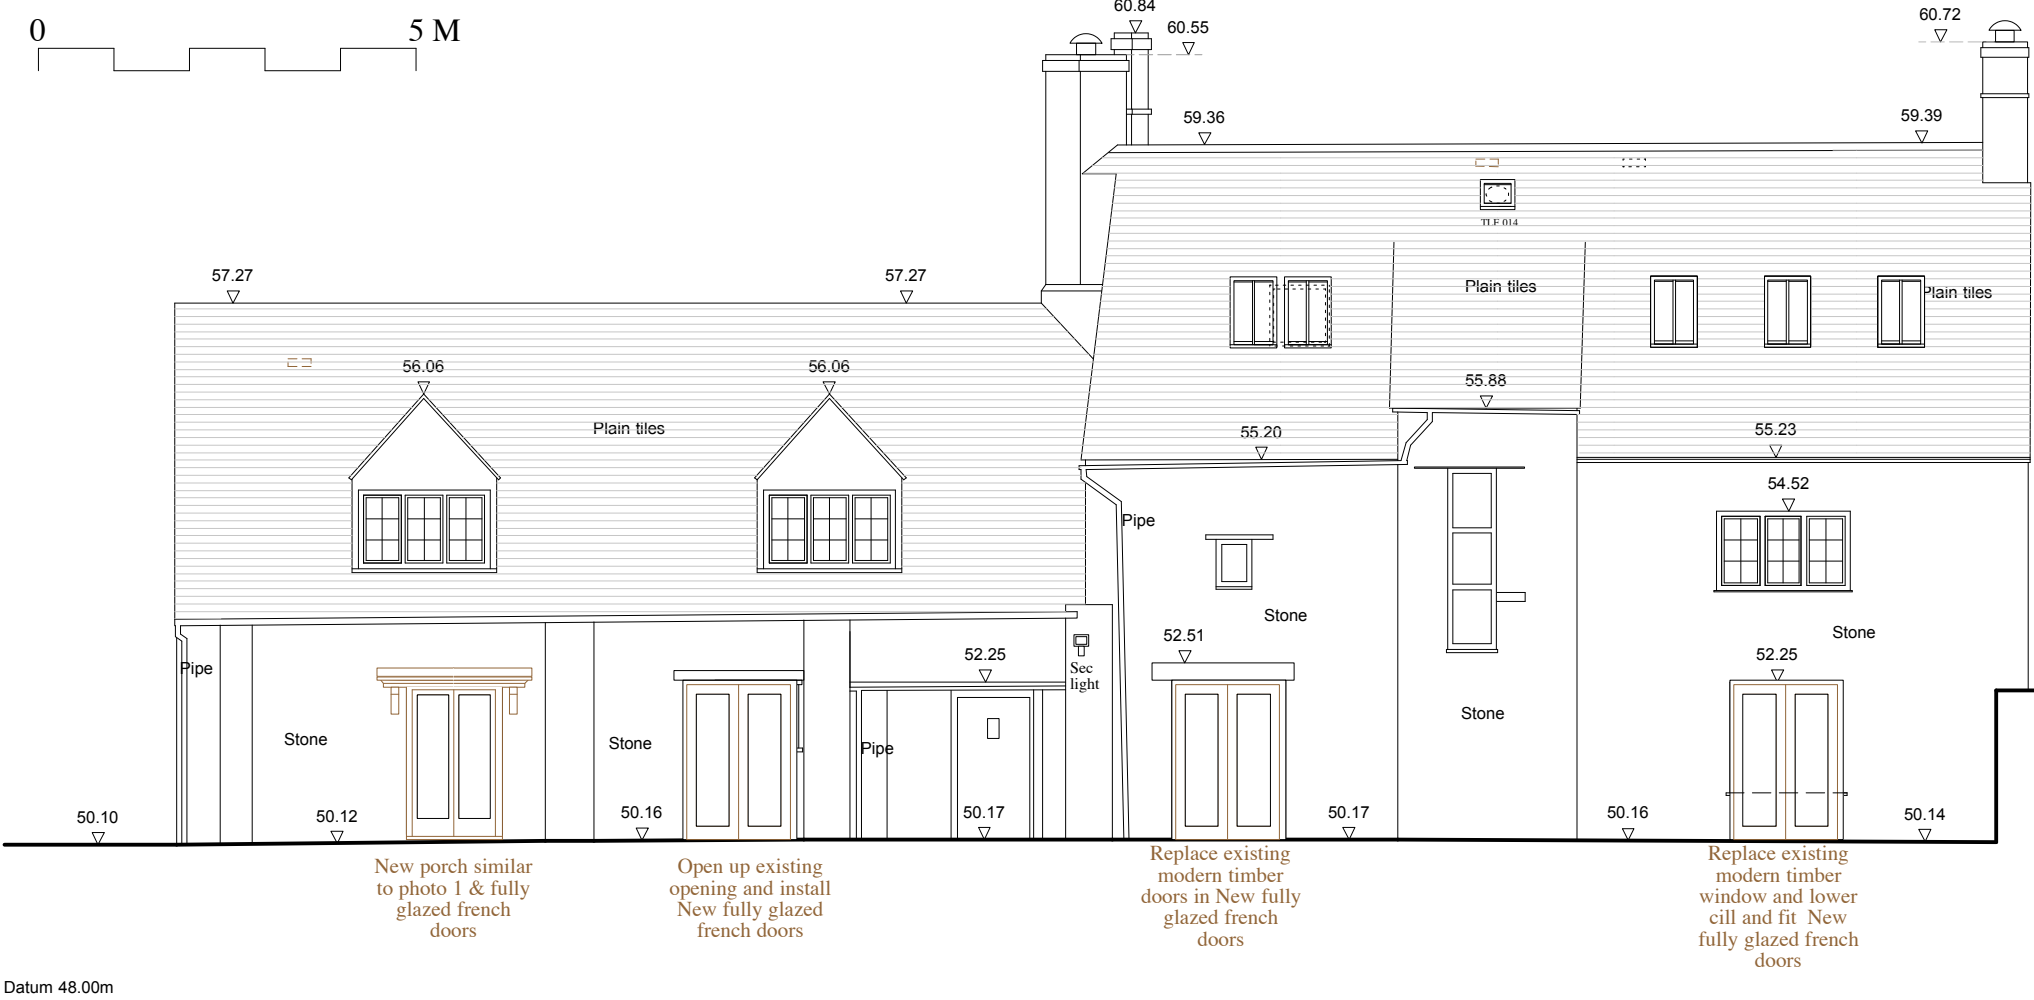 0
5 M
60.84
60.55
60.72
59.36
59.39
TLF 014
57.27
57.27
Plain tiles
Plain tiles
56.06
56.06
55.88
Plain tiles
55.20
55.23
54.52
Pipe
Stone
Stone
52.51
52.25
52.25
Pipe
Sec
light
Stone
Stone
Stone
Pipe
50.10
50.12
50.16
50.17
50.17
50.16
50.14
New porch similar
to photo 1 & fully
glazed french
doors
Open up existing
opening and install
New fully glazed
french doors
Replace existing
modern timber
doors in New fully
glazed french
doors
Replace existing
modern timber
window and lower
cill and fit New
fully glazed french
doors
Datum 48.00m